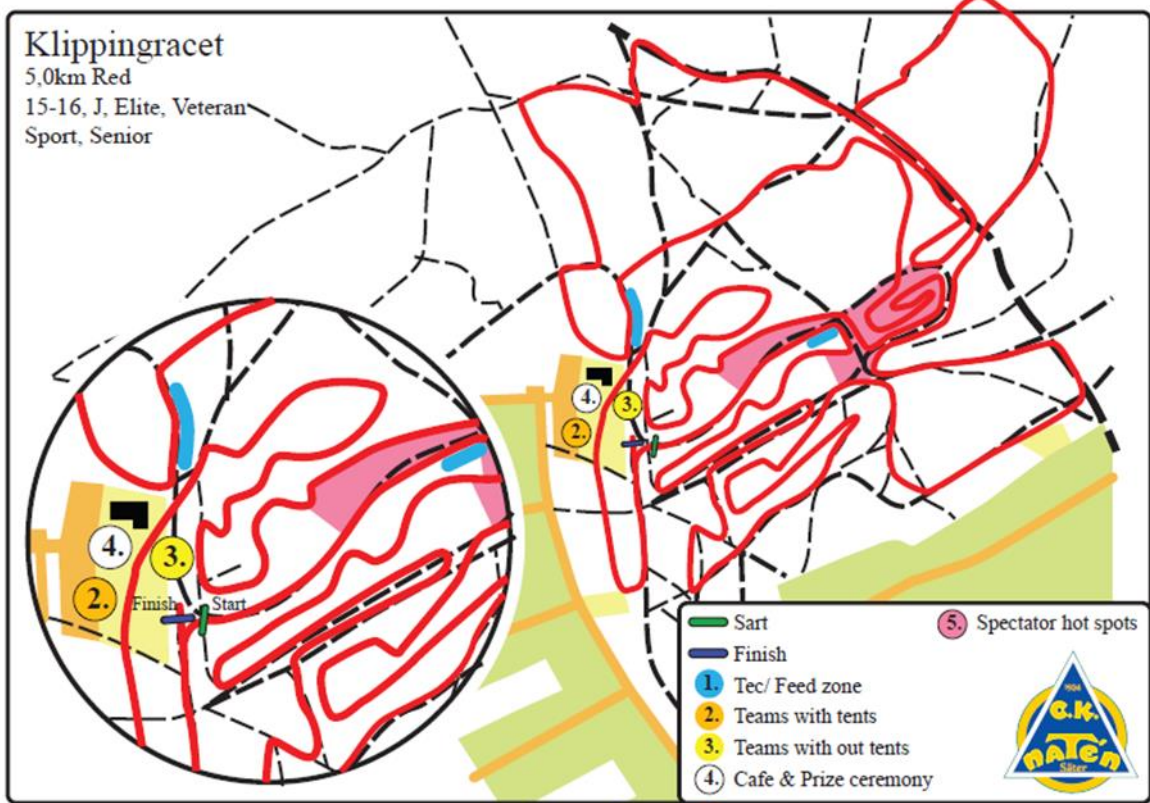 Klippingracet
5,0km Red
15-16, J, Elite, Veteran
Sport, Senior
4.
3.
2.
4.
3.
2.
Finish
Start
Sart
Finish
1. Tec/ Feed zone
2. Teams with tents
3. Teams with out tents
4. Cafe & Prize ceremony
5. Spectator hot spots
1906
C.K.
NATÉN
Säter